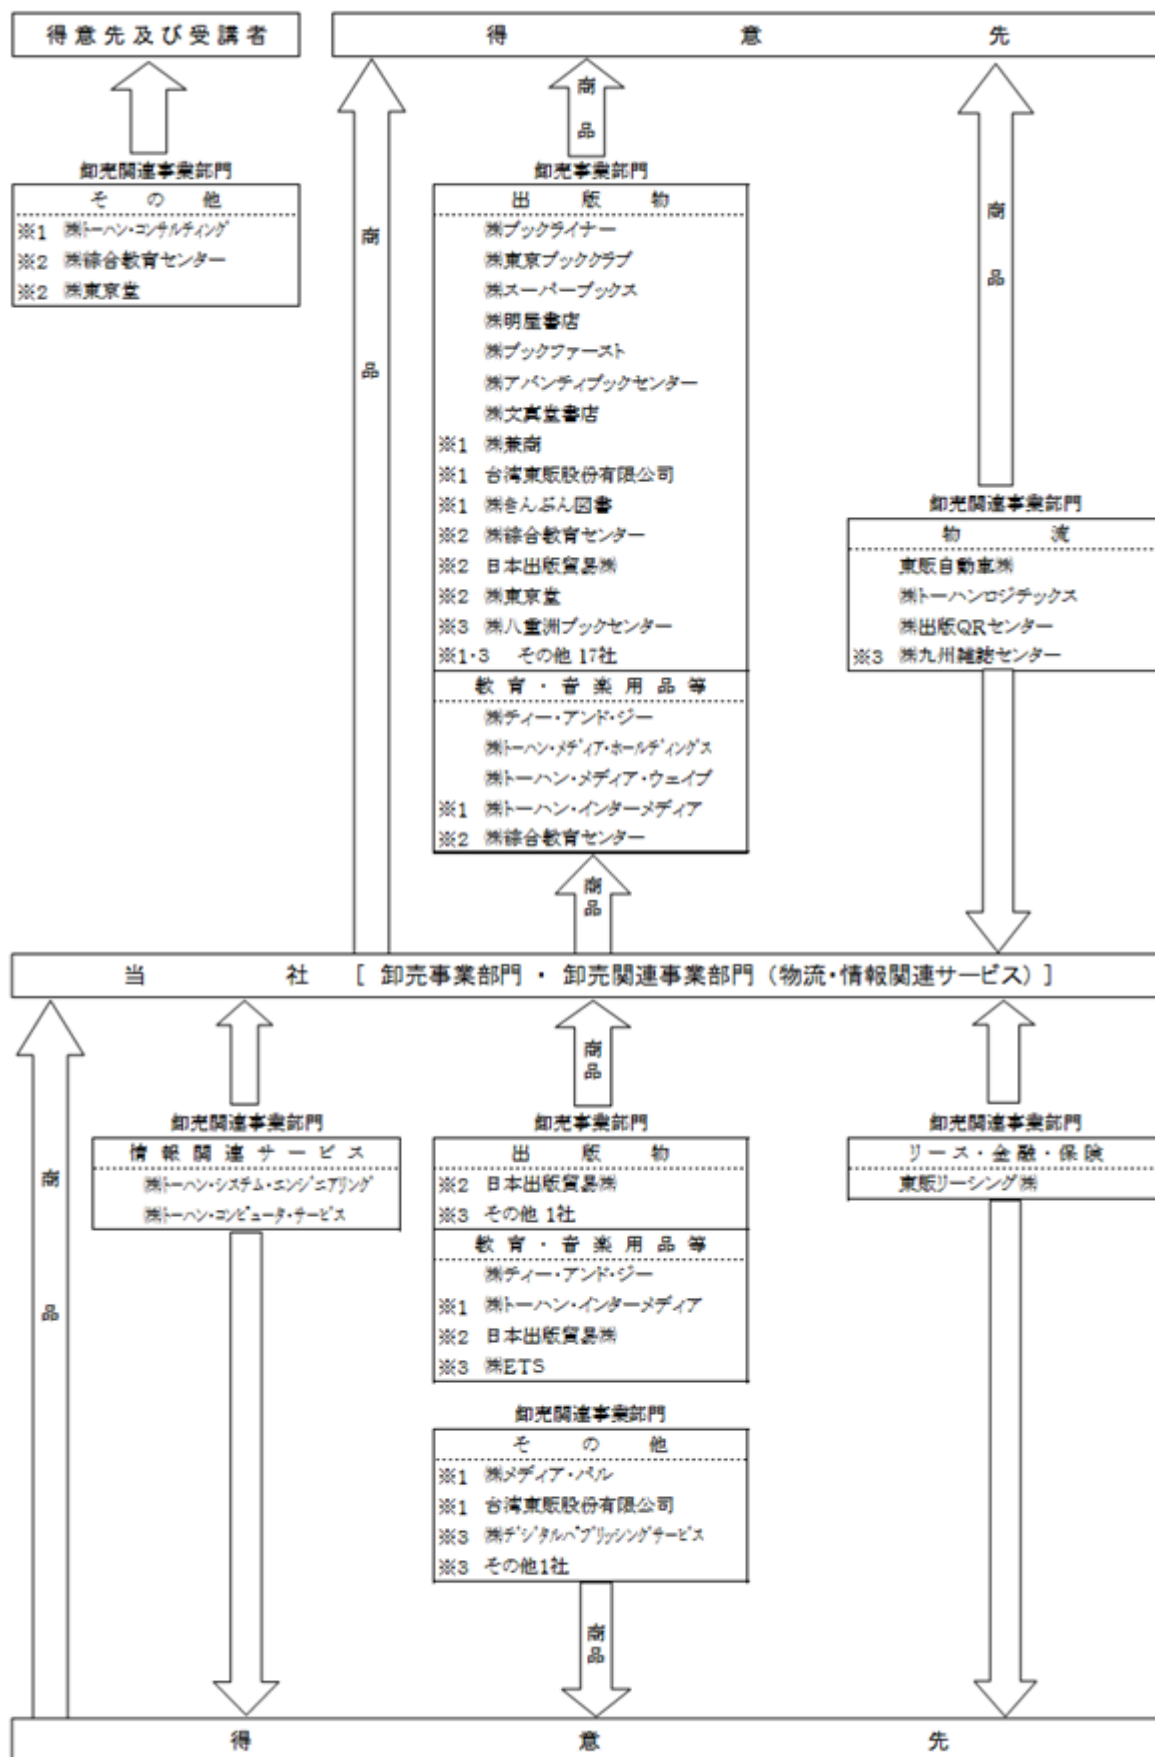 得意先及び受講者
得意先
商品
卸売関連事業部門
その他
※1 ㈱トーハン・コンサルティング
※2 ㈱綜合教育センター
※2 ㈱東京堂
商品
卸売事業部門
出版物
㈱ブックライナー
㈱東京ブッククラブ
㈱スーパーブックス
㈱明屋書店
㈱ブックファースト
㈱アバンティブックセンター
㈱文真堂書店
※1 ㈱兼商
※1 台湾東販股份有限公司
※1 ㈱きんぶん図書
※2 ㈱綜合教育センター
※2 日本出版貿易㈱
※2 ㈱東京堂
※3 ㈱八重洲ブックセンター
※1・3 その他 17社
教育・音楽用品等
㈱ティー・アンド・ジー
㈱トーハン・メディア・ホールディングス
㈱トーハン・メディア・ウェイブ
※1 ㈱トーハン・インターメディア
※2 ㈱綜合教育センター
商品
商品
卸売関連事業部門
物流
東販自動車㈱
㈱トーハンロジテックス
㈱出版QRセンター
※3 ㈱九州雑誌センター
当社 [ 卸売事業部門 ・ 卸売関連事業部門（物流・情報関連サービス）]
商品
卸売関連事業部門
情報関連サービス
㈱トーハン・システム・エンジニアリング
㈱トーハン・コンピュータ・サービス
商品
卸売事業部門
出版物
※2 日本出版貿易㈱
※3 その他 1社
教育・音楽用品等
㈱ティー・アンド・ジー
※1 ㈱トーハン・インターメディア
※2 日本出版貿易㈱
※3 ㈱ETS
卸売関連事業部門
その他
※1 ㈱メディア・パル
※1 台湾東販股份有限公司
※3 ㈱デジタルパブリッシングサービス
※3 その他1社
商品
卸売関連事業部門
リース・金融・保険
東販リーシング㈱
得意先